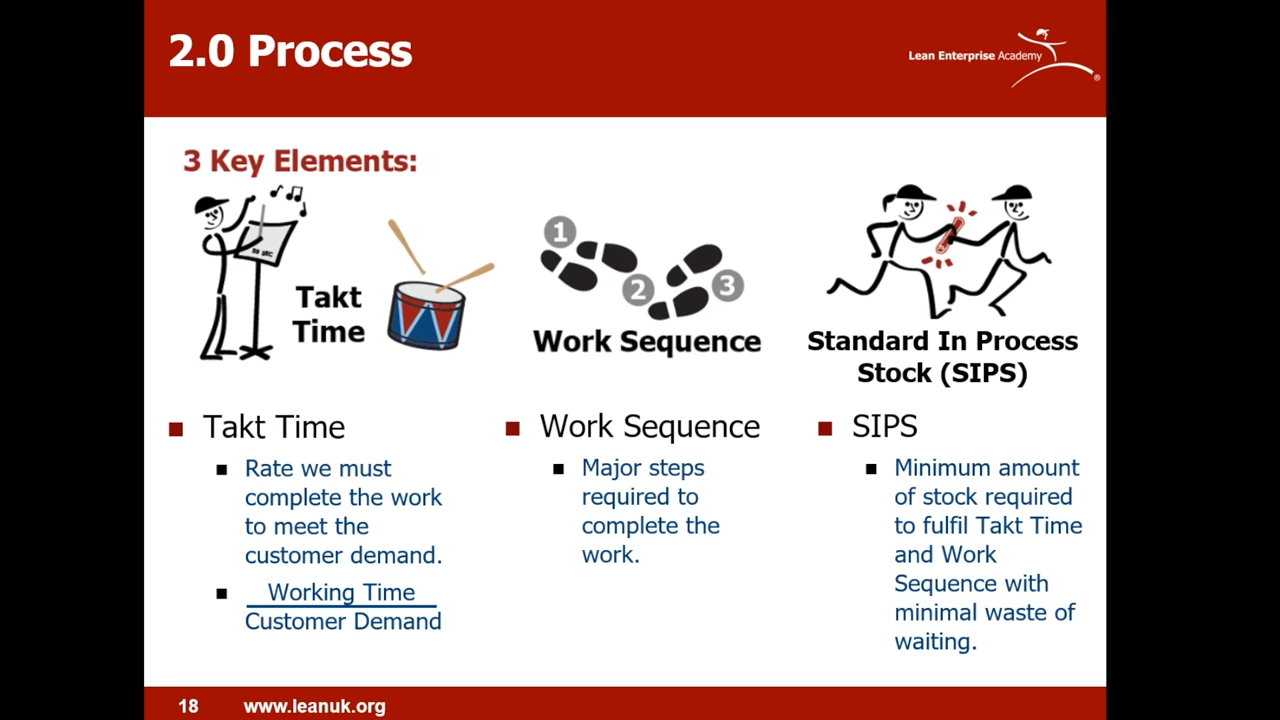 2.0 Process
Lean Enterprise Academy
®
3 Key Elements:
Takt
Time
1
2
3
Work Sequence
Standard In Process
Stock (SIPS)
■ Takt Time
■ Rate we must
complete the work
to meet the
customer demand.
■ Working Time
Customer Demand
■ Work Sequence
■ Major steps
required to
complete the
work.
■ SIPS
■ Minimum amount
of stock required
to fulfil Takt Time
and Work
Sequence with
minimal waste of
waiting.
18 www.leanuk.org